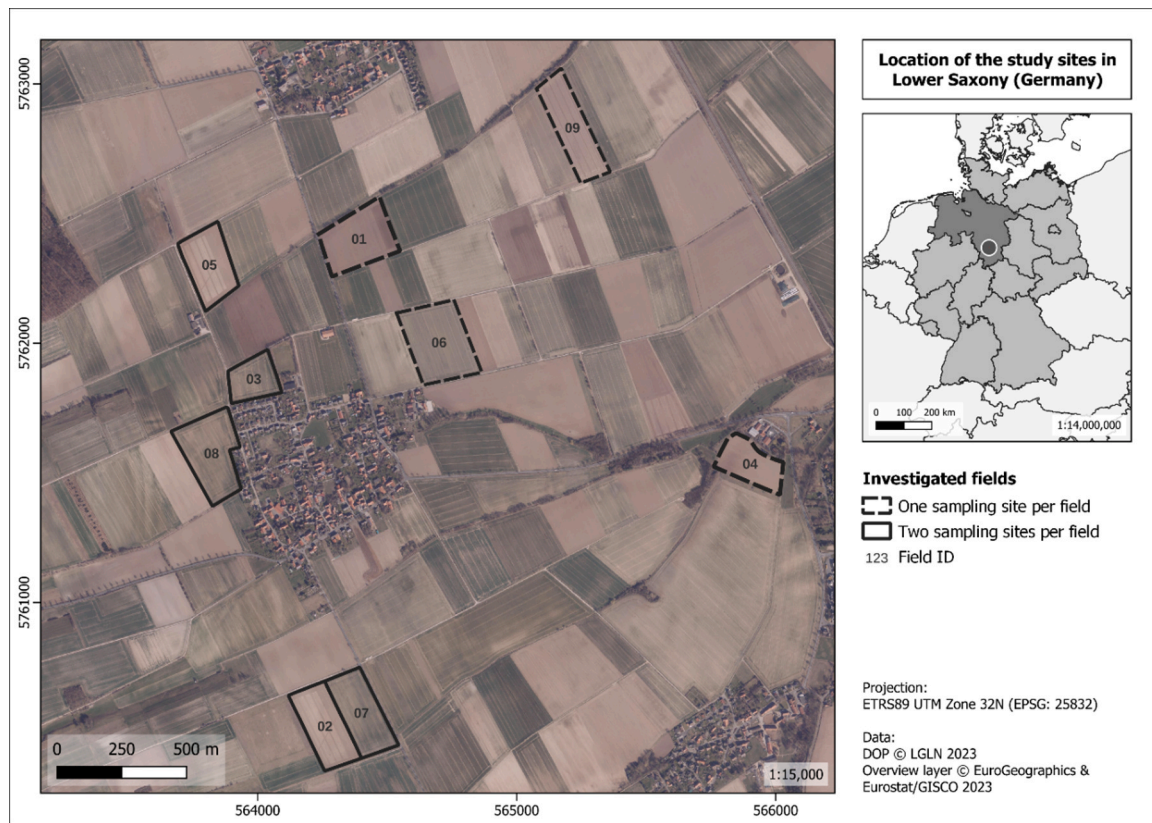 Location of the study sites in
Lower Saxony (Germany)
5763000
5762000
5761000
09
01
05
06
03
08
04
02
07
0 250 500 m
1:15,000
564000
565000
566000
0 100 200 km
1:14,000,000
Investigated fields
One sampling site per field
Two sampling sites per field
123 Field ID
Projection:
ETRS89 UTM Zone 32N (EPSG: 25832)
Data:
DOP © LGLN 2023
Overview layer © EuroGeographics &
Eurostat/GISCO 2023